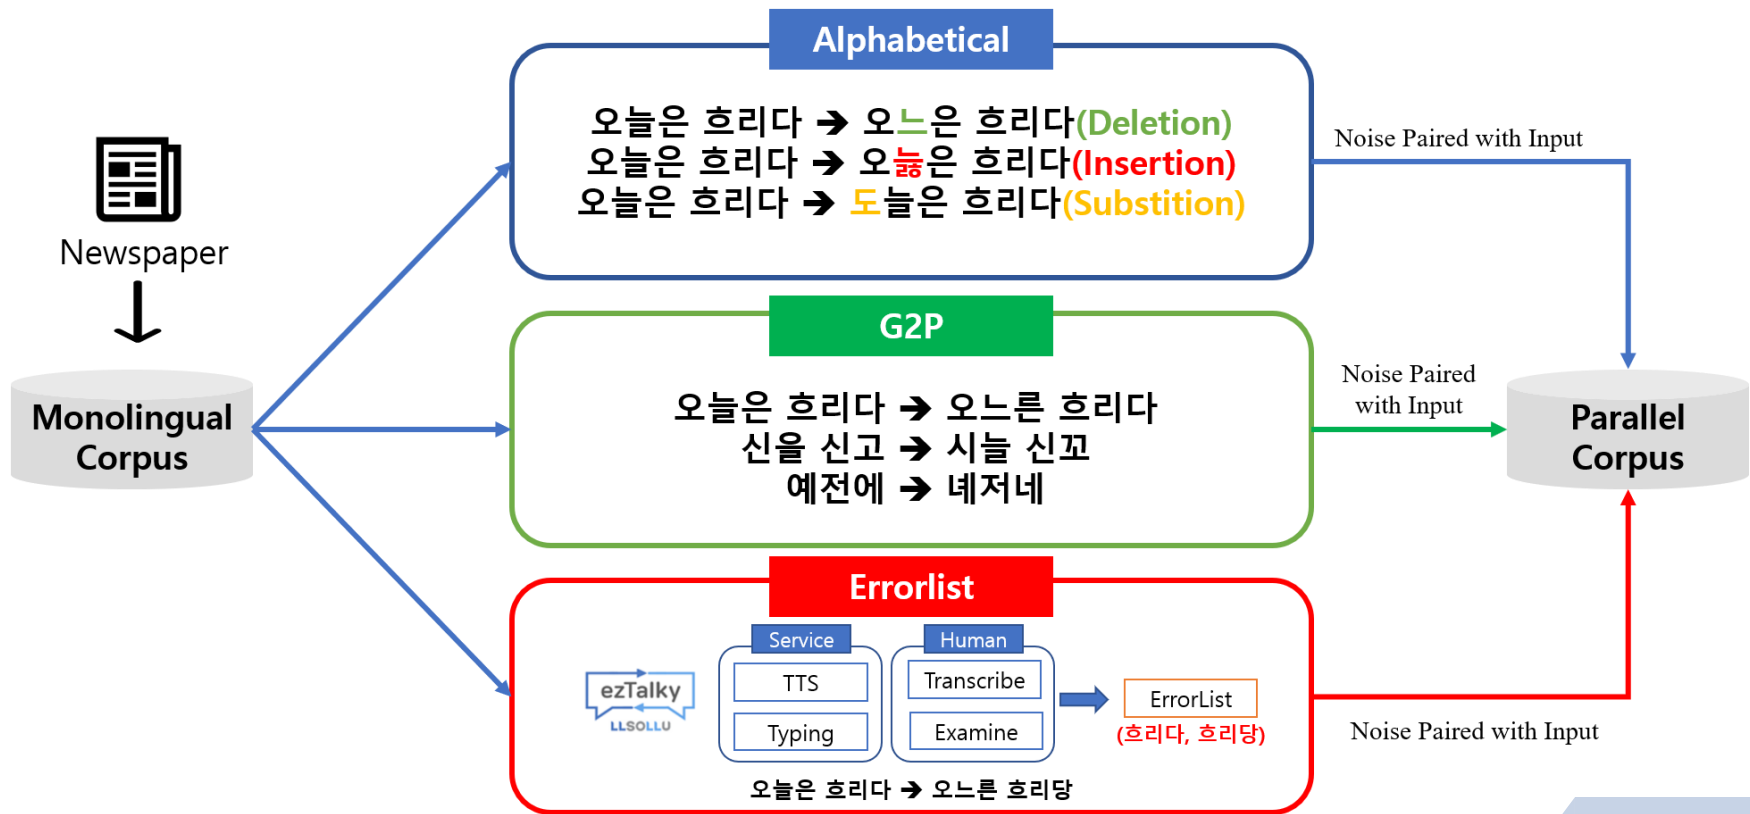 Newspaper
Monolingual
Corpus
Alphabetical
오늘은 흐리다 ➔ 오느은 흐리다(Deletion)
오늘은 흐리다 ➔ 오늟은 흐리다(Insertion)
오늘은 흐리다 ➔ 도늘은 흐리다(Substition)
Noise Paired with Input
G2P
오늘은 흐리다 ➔ 오느른 흐리다
신을 신고 ➔ 시늘 신꼬
예전에 ➔ 녜저네
Noise Paired
with Input
Parallel
Corpus
Errorlist
ezTalky
LLSOLLU
Service
TTS
Typing
Human
Transcribe
Examine
ErrorList
(흐리다, 흐리당)
오늘은 흐리다 ➔ 오느른 흐리당
Noise Paired with Input